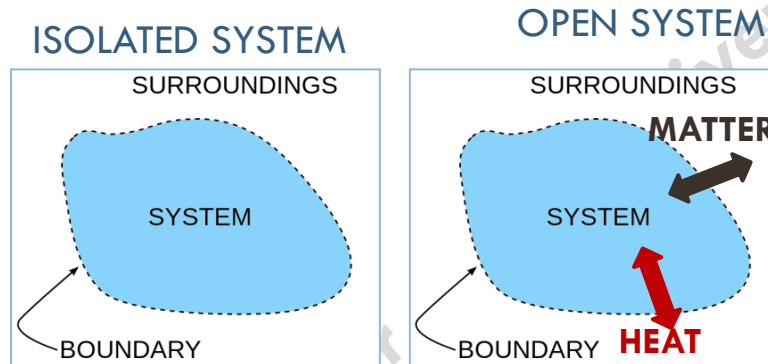 ISOLATED SYSTEM
SURROUNDINGS
SYSTEM
BOUNDARY
OPEN SYSTEM
SURROUNDINGS
MATTER
SYSTEM
BOUNDARY
HEAT